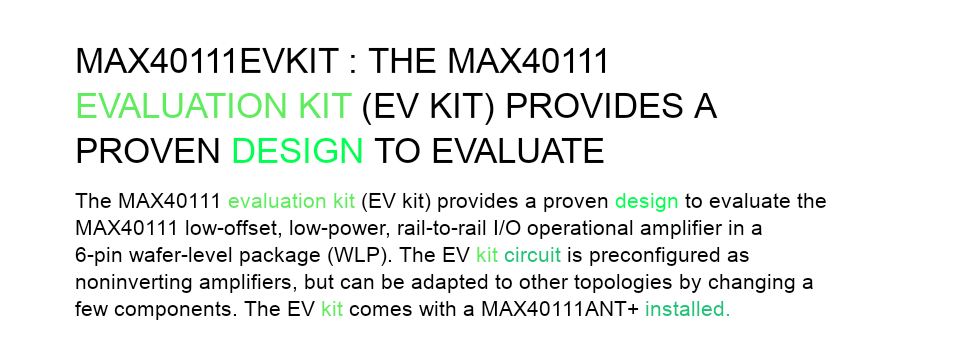 MAX40111EVKIT : THE MAX40111
EVALUATION KIT (EV KIT) PROVIDES A
PROVEN DESIGN TO EVALUATE
The MAX40111 evaluation kit (EV kit) provides a proven design to evaluate the
MAX40111 low-offset, low-power, rail-to-rail I/O operational amplifier in a
6-pin wafer-level package (WLP). The EV kit circuit is preconfigured as
noninverting amplifiers, but can be adapted to other topologies by changing a
few components. The EV kit comes with a MAX40111ANT+ installed.